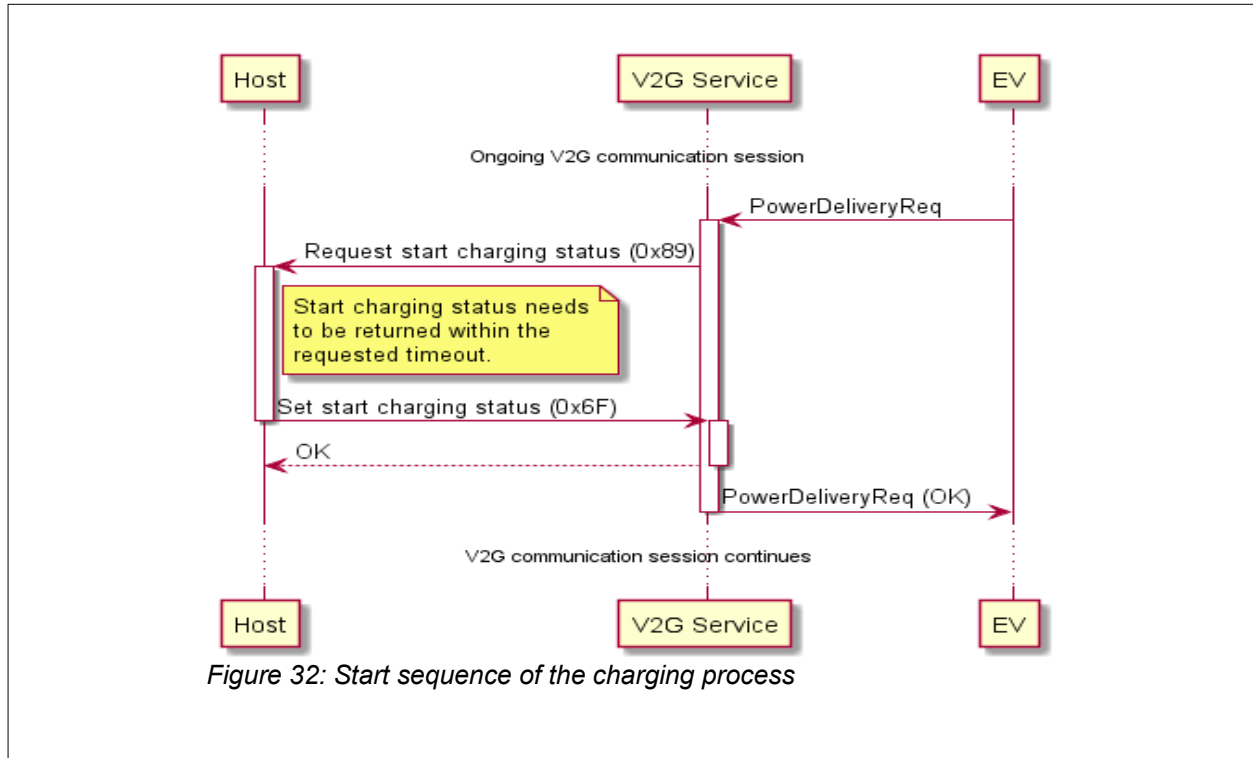 Host
V2G Service
EV
Ongoing V2G communication session
PowerDeliveryReq
Request start charging status (0x89)
Start charging status needs
to be returned within the
requested timeout.
Set start charging status (0x6F)
OK
PowerDeliveryReq (OK)
V2G communication session continues
Host
V2G Service
EV
Figure 32: Start sequence of the charging process